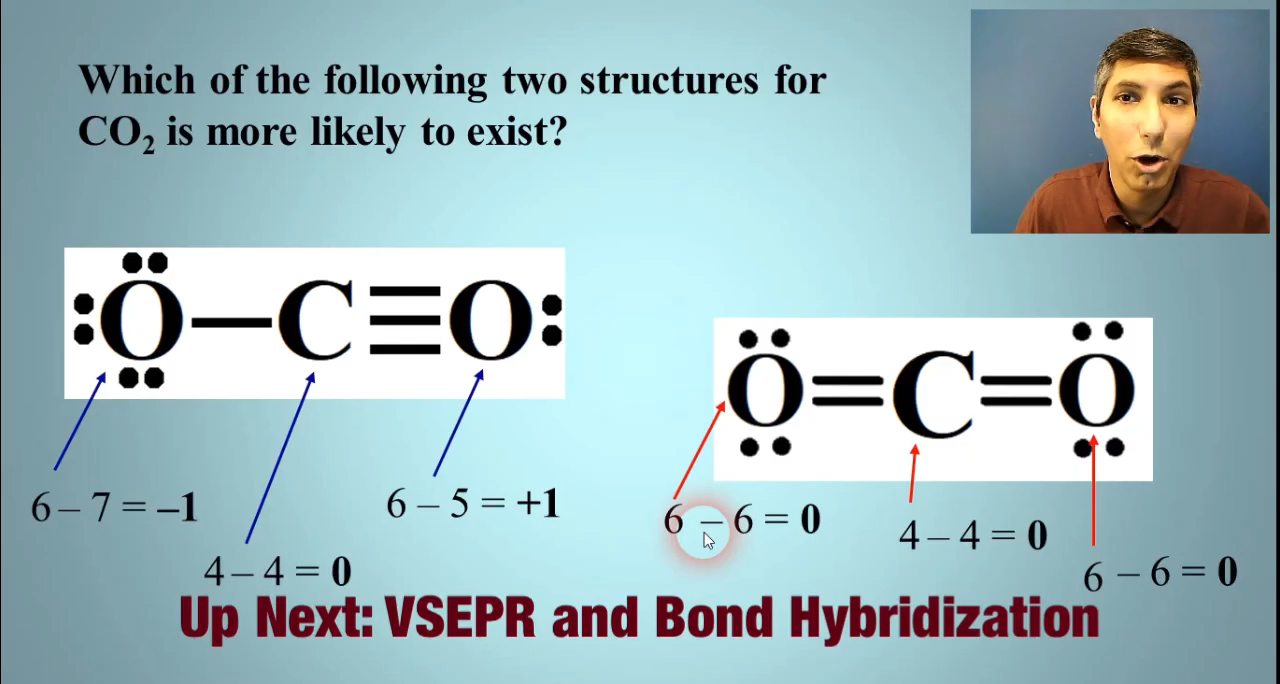 Which of the following two structures for
CO₂ is more likely to exist?
:Ö—C≡O:
Ö=C=Ö
6 – 7 = –1
6 – 5 = +1
4 – 4 = 0
6 – 6 = 0
4 – 4 = 0
6 – 6 = 0
Up Next: VSEPR and Bond Hybridization